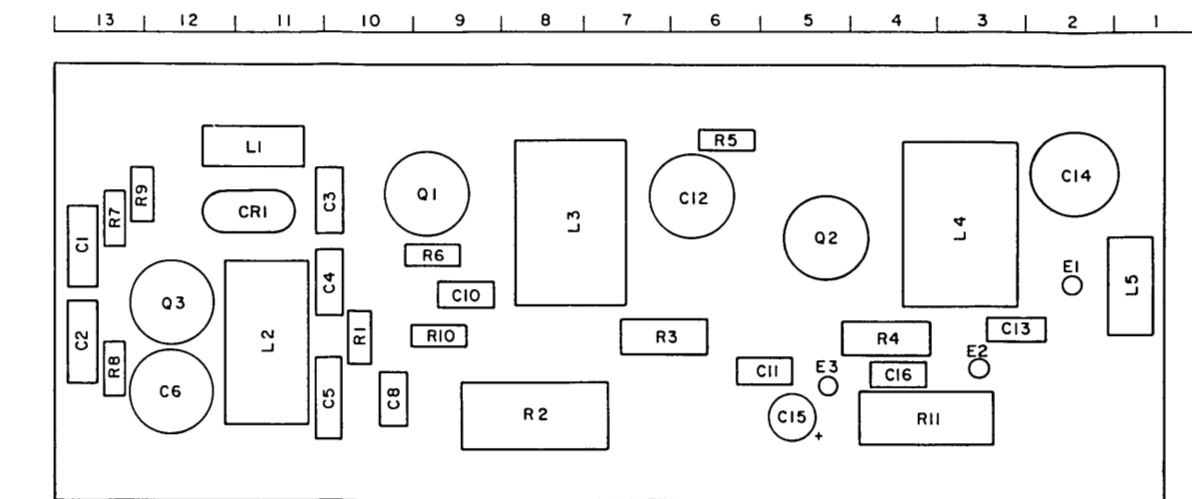 13 12 11 10 9 8 7 6 5 4 3 2 1
L1
R5
R9
R7
C1
CR1
C3
Q1
L3
C12
Q2
L4
C14
R6
C4
C10
Q3
L2
R1
R10
R3
R4
C13
E1
L5
C2
R8
C6
C5
C8
R2
C11
E3
C16
E2
C15
+
R11